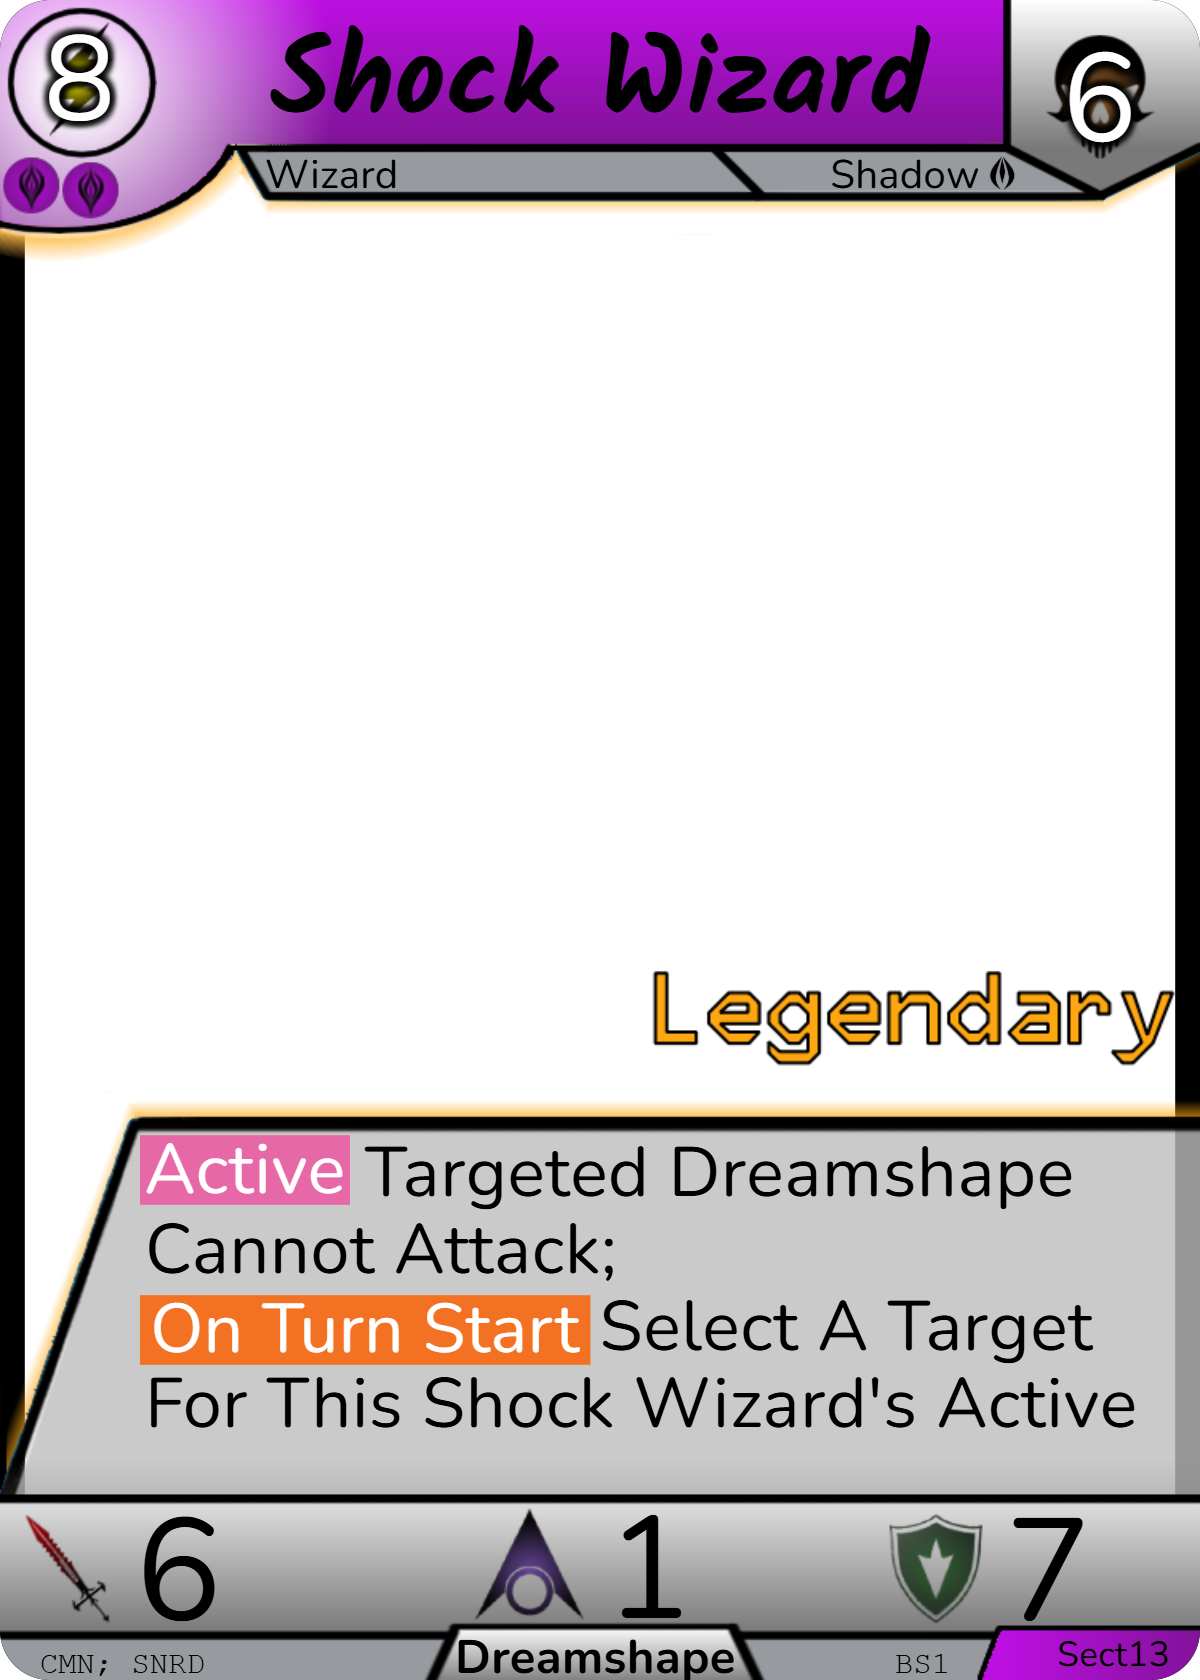 8
Shock Wizard
6
Wizard
Shadow
Legendary
Active Targeted Dreamshape
Cannot Attack;
On Turn Start Select A Target
For This Shock Wizard's Active
6
1
7
CMN; SNRD
Dreamshape
BS1
Sect13